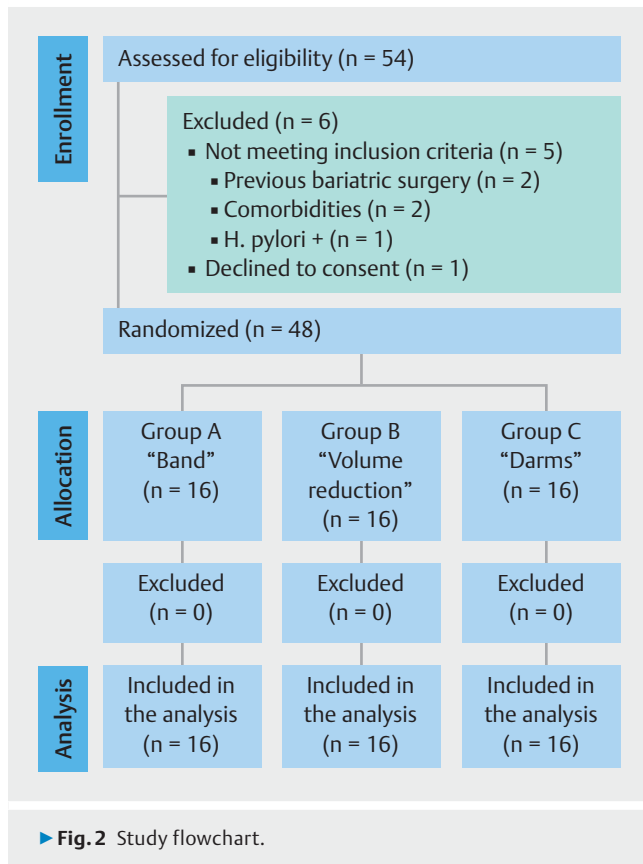 Enrollment
Assessed for eligibility (n = 54)
Excluded (n = 6)
▪ Not meeting inclusion criteria (n = 5)
▪ Previous bariatric surgery (n = 2)
▪ Comorbidities (n = 2)
▪ H. pylori + (n = 1)
▪ Declined to consent (n = 1)
Randomized (n = 48)
Allocation
Group A
“Band”
(n = 16)
Group B
“Volume
reduction”
(n = 16)
Group C
“Darms”
(n = 16)
Excluded
(n = 0)
Excluded
(n = 0)
Excluded
(n = 0)
Analysis
Included in
the analysis
(n = 16)
Included in
the analysis
(n = 16)
Included in
the analysis
(n = 16)
▶ Fig. 2 Study flowchart.